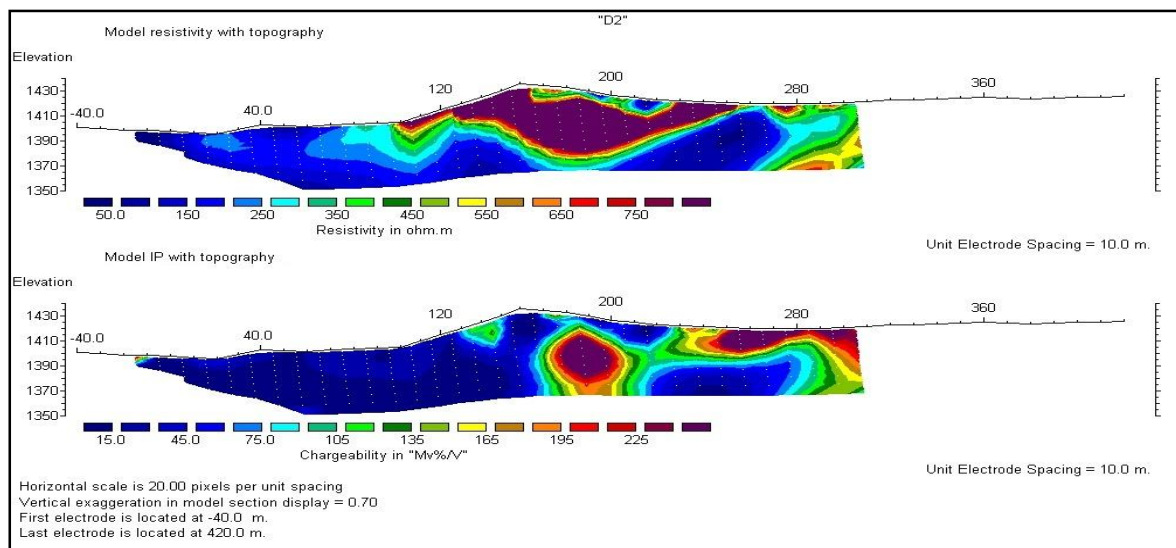 "D2"
Model resistivity with topography
Elevation
1430
1410
1390
1370
1350
-40.0 40.0 120 200 280 360
50.0 150 250 350 450 550 650 750
Resistivity in ohm.m
Unit Electrode Spacing = 10.0 m.
Model IP with topography
Elevation
1430
1410
1390
1370
1350
-40.0 40.0 120 200 280 360
15.0 45.0 75.0 105 135 165 195 225
Chargeability in "Mv%/V"
Unit Electrode Spacing = 10.0 m.
Horizontal scale is 20.00 pixels per unit spacing
Vertical exaggeration in model section display = 0.70
First electrode is located at -40.0 m.
Last electrode is located at 420.0 m.